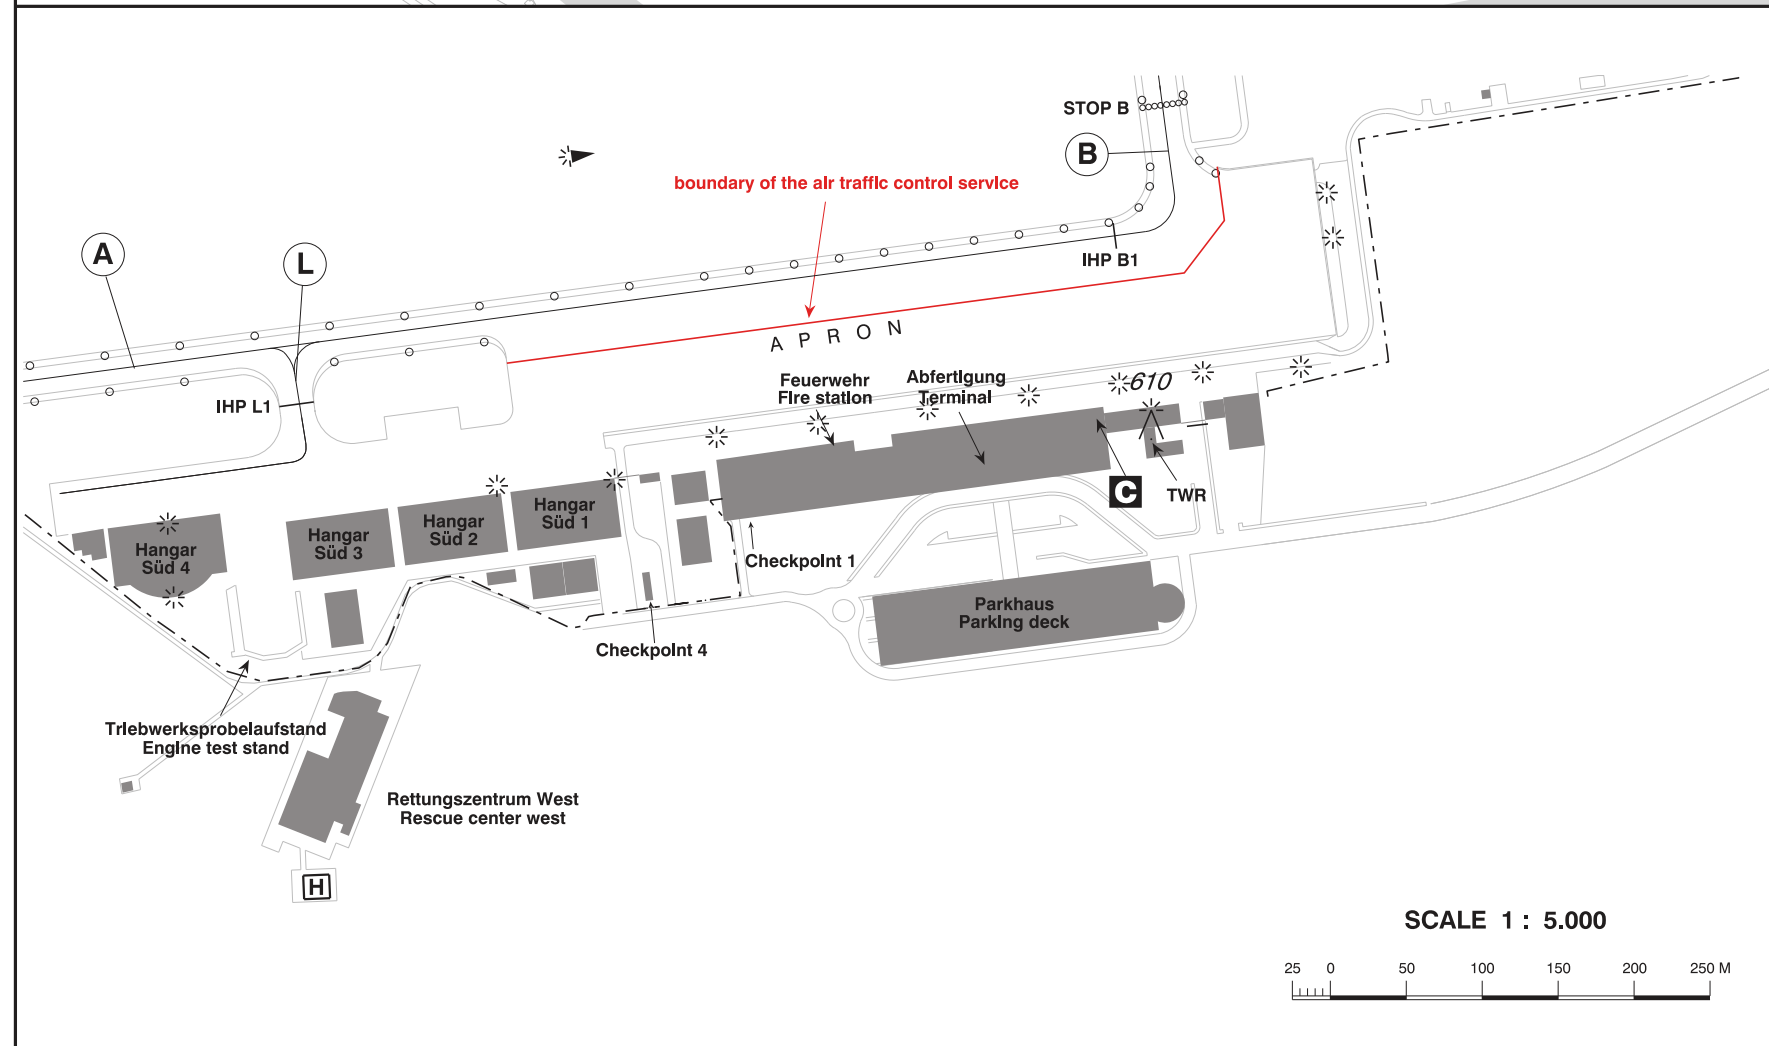 STOP B
B
boundary of the air traffic control service
A
L
IHP B1
APRON
IHP L1
Feuerwehr
Fire station
Abfertigung
Terminal
610
C
TWR
Hangar
Süd 1
Hangar
Süd 2
Hangar
Süd 3
Hangar
Süd 4
Checkpoint 1
Parkhaus
Parking deck
Checkpoint 4
Triebwerksprobelaufstand
Engine test stand
Rettungszentrum West
Rescue center west
H
SCALE 1 : 5.000
25 0 50 100 150 200 250 M